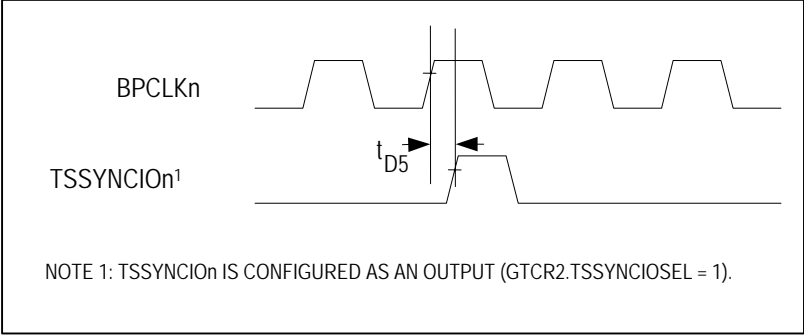 BPCLKn
tD5
TSSYNCIOn1
NOTE 1: TSSYNCIOn IS CONFIGURED AS AN OUTPUT (GTCR2.TSSYNCIOSEL = 1).